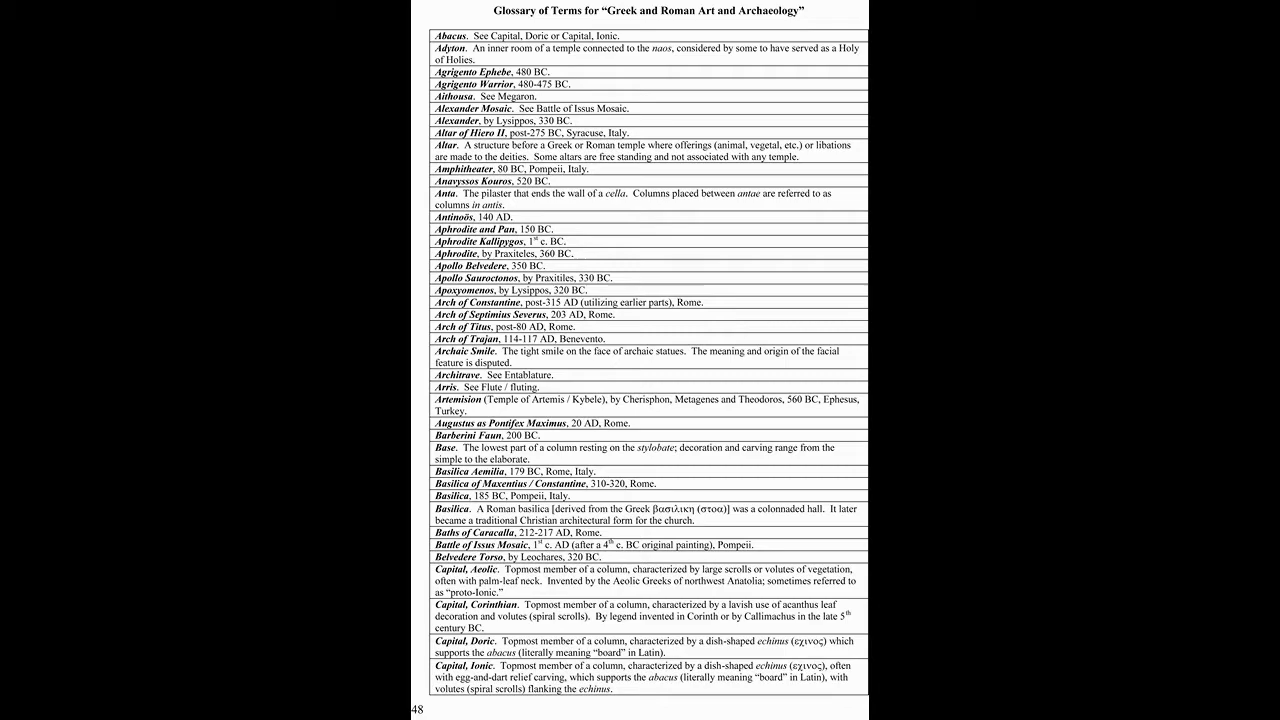 Glossary of Terms for “Greek and Roman Art and Archaeology”
Abacus. See Capital, Doric or Capital, Ionic.
Adyton. An inner room of a temple connected to the naos, considered by some to have served as a Holy
of Holies.
Agrigento Ephebe, 480 BC.
Agrigento Warrior, 480-475 BC.
Aithousa. See Megaron.
Alexander Mosaic. See Battle of Issus Mosaic.
Alexander, by Lysippos, 330 BC.
Altar of Hiero II, post-275 BC, Syracuse, Italy.
Altar. A structure before a Greek or Roman temple where offerings (animal, vegetal, etc.) or libations
are made to the deities. Some altars are free standing and not associated with any temple.
Amphitheater, 80 BC, Pompeii, Italy.
Anavyssos Kouros, 520 BC.
Anta. The pilaster that ends the wall of a cella. Columns placed between antae are referred to as
columns in antis.
Antinoös, 140 AD.
Aphrodite and Pan, 150 BC.
Aphrodite Kallipygos, 1st c. BC.
Aphrodite, by Praxiteles, 360 BC.
Apollo Belvedere, 350 BC.
Apollo Sauroctonos, by Praxitiles, 330 BC.
Apoxyomenos, by Lysippos, 320 BC.
Arch of Constantine, post-315 AD (utilizing earlier parts), Rome.
Arch of Septimius Severus, 203 AD, Rome.
Arch of Titus, post-80 AD, Rome.
Arch of Trajan, 114-117 AD, Benevento.
Archaic Smile. The tight smile on the face of archaic statues. The meaning and origin of the facial
feature is disputed.
Architrave. See Entablature.
Arris. See Flute / fluting.
Artemision (Temple of Artemis / Kybele), by Cherisphon, Metagenes and Theodoros, 560 BC, Ephesus,
Turkey.
Augustus as Pontifex Maximus, 20 AD, Rome.
Barberini Faun, 200 BC.
Base. The lowest part of a column resting on the stylobate; decoration and carving range from the
simple to the elaborate.
Basilica Aemilia, 179 BC, Rome, Italy.
Basilica of Maxentius / Constantine, 310-320, Rome.
Basilica, 185 BC, Pompeii, Italy.
Basilica. A Roman basilica [derived from the Greek βασιλικη (στοα)] was a colonnaded hall. It later
became a traditional Christian architectural form for the church.
Baths of Caracalla, 212-217 AD, Rome.
Battle of Issus Mosaic, 1st c. AD (after a 4th c. BC original painting), Pompeii.
Belvedere Torso, by Leochares, 320 BC.
Capital, Aeolic. Topmost member of a column, characterized by large scrolls or volutes of vegetation,
often with palm-leaf neck. Invented by the Aeolic Greeks of northwest Anatolia; sometimes referred to
as “proto-Ionic.”
Capital, Corinthian. Topmost member of a column, characterized by a lavish use of acanthus leaf
decoration and volutes (spiral scrolls). By legend invented in Corinth or by Callimachus in the late 5th
century BC.
Capital, Doric. Topmost member of a column, characterized by a dish-shaped echinus (εχινος) which
supports the abacus (literally meaning “board” in Latin).
Capital, Ionic. Topmost member of a column, characterized by a dish-shaped echinus (εχινος), often
with egg-and-dart relief carving, which supports the abacus (literally meaning “board” in Latin), with
volutes (spiral scrolls) flanking the echinus.
48